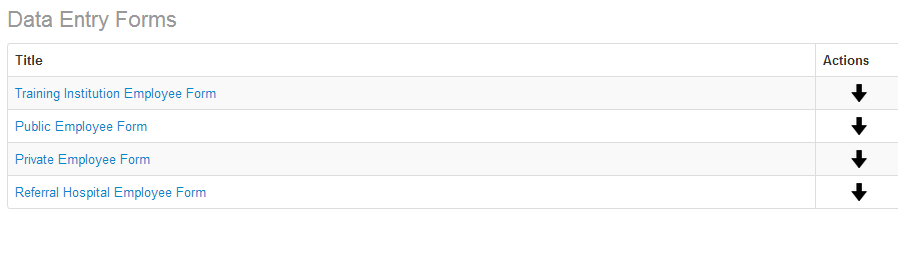 Data Entry Forms
Title Actions
Training Institution Employee Form
Public Employee Form
Private Employee Form
Referral Hospital Employee Form